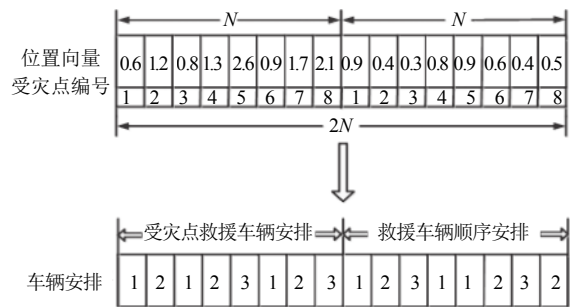 N N
位置向量 0.6 1.2 0.8 1.3 2.6 0.9 1.7 2.1 0.9 0.4 0.3 0.8 0.9 0.6 0.4 0.5
受灾点编号 1 2 3 4 5 6 7 8 1 2 3 4 5 6 7 8
2N
受灾点救援车辆安排 救援车辆顺序安排
车辆安排 1 2 1 2 3 1 2 3 1 2 3 1 1 2 3 2